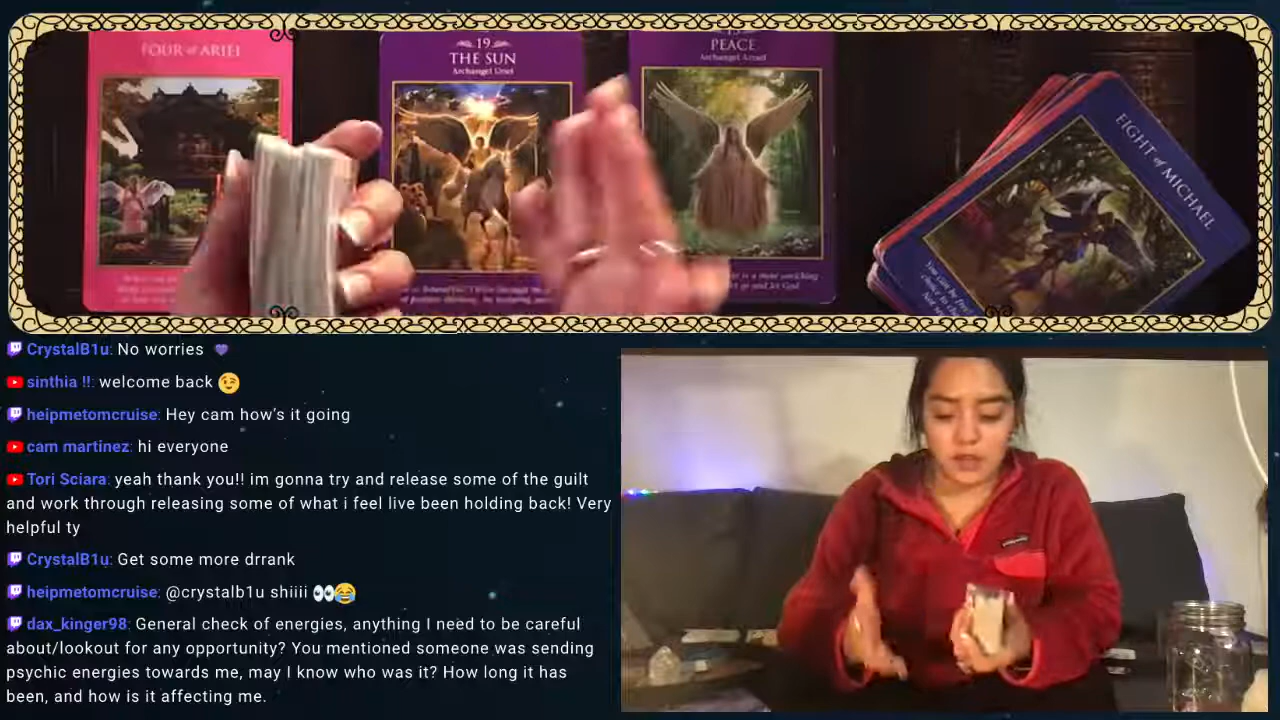 FOUR of ARIEL
19
THE SUN
Archangel Uriel
PEACE
Archangel Azrael
EIGHT of MICHAEL
CrystalB1u: No worries 💜
sinthia !!: welcome back 😉
heipmetomcruise: Hey cam how's it going
cam martinez: hi everyone
Tori Sciara: yeah thank you!! im gonna try and release some of the guilt
and work through releasing some of what i feel live been holding back! Very
helpful ty
CrystalB1u: Get some more drrank
heipmetomcruise: @crystalb1u shiiii 👀😂
dax_kinger98: General check of energies, anything I need to be careful
about/lookout for any opportunity? You mentioned someone was sending
psychic energies towards me, may I know who was it? How long it has
been, and how is it affecting me.